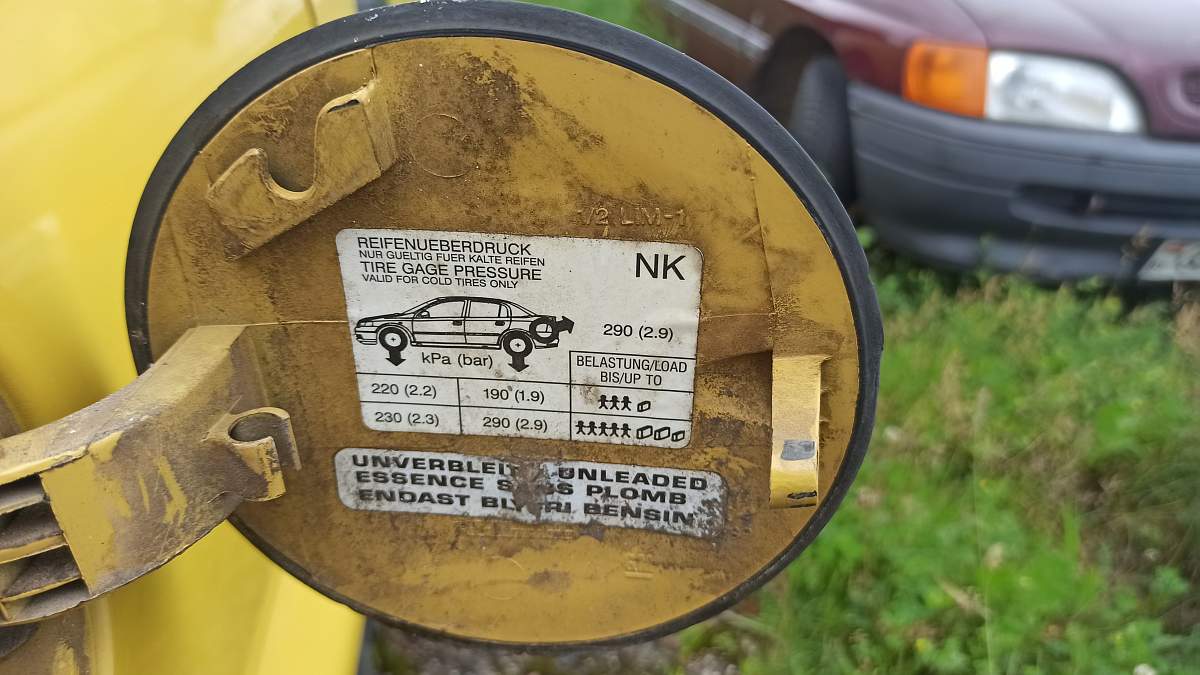 1/2 LIM-1
REIFENUEBERDRUCK
NUR GUELTIG FUER KALTE REIFEN
TIRE GAGE PRESSURE
VALID FOR COLD TIRES ONLY
NK
290 (2.9)
kPa (bar)
BELASTUNG/LOAD
BIS/UP TO
220 (2.2) 190 (1.9)
230 (2.3) 290 (2.9)
UNLEADED
ESSENCE PLOMB
ENDAST BENSIN